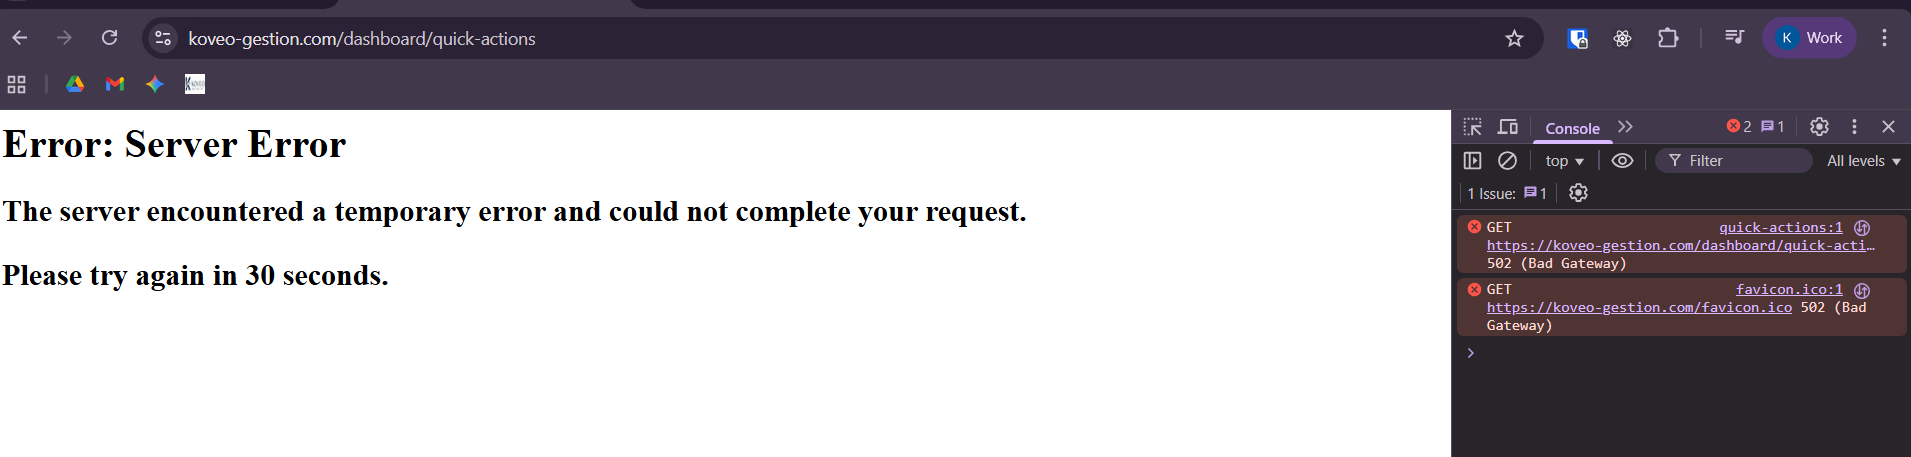 koveo-gestion.com/dashboard/quick-actions
K Work
Error: Server Error
The server encountered a temporary error and could not complete your request.
Please try again in 30 seconds.
Console 2 1
top Filter All levels
1 Issue: 1
GET quick-actions:1
https://koveo-gestion.com/dashboard/quick-acti…
502 (Bad Gateway)
GET favicon.ico:1
https://koveo-gestion.com/favicon.ico 502 (Bad
Gateway)